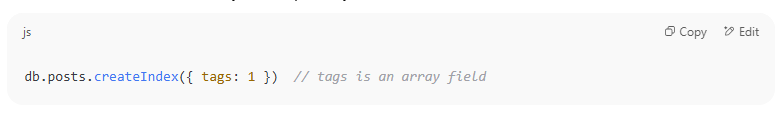 js
Copy
Edit
db.posts.createIndex({ tags: 1 })  // tags is an array field